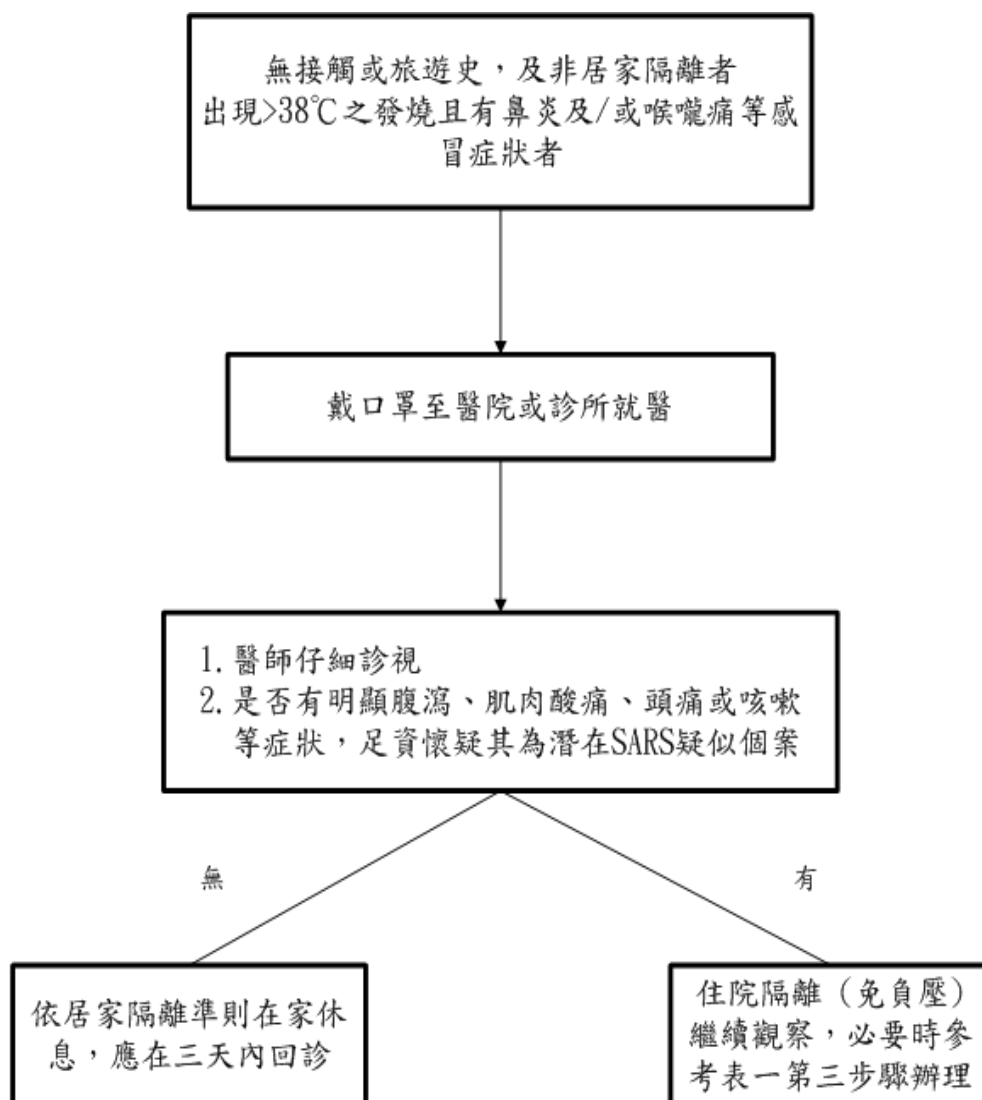 無接觸或旅遊史，及非居家隔離者
出現>38℃之發燒且有鼻炎及/或喉嚨痛等感
冒症狀者
戴口罩至醫院或診所就醫
1. 醫師仔細診視
2. 是否有明顯腹瀉、肌肉酸痛、頭痛或咳嗽
等症狀，足資懷疑其為潛在SARS疑似個案
無
有
依居家隔離準則在家休
息，應在三天內回診
住院隔離（免負壓）
繼續觀察，必要時參
考表一第三步驟辦理